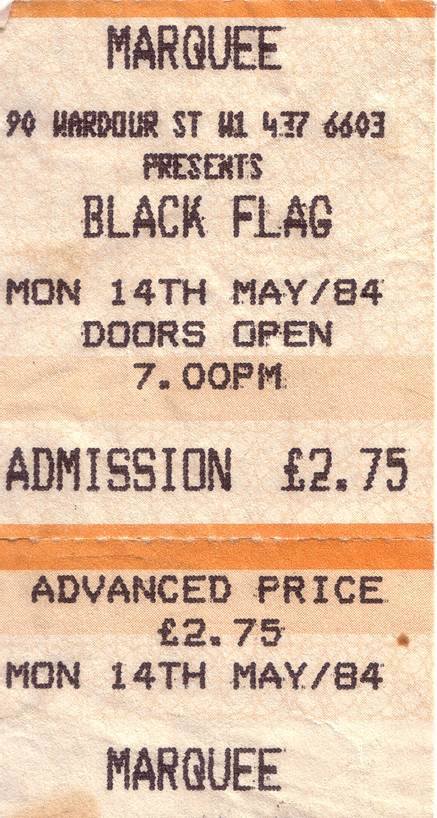 MARQUEE
90 WARDOUR ST W1 437 6603
PRESENTS
BLACK FLAG
MON 14TH MAY/84
DOORS OPEN
7.00PM
ADMISSION £2.75
ADVANCED PRICE
£2.75
MON 14TH MAY/84
MARQUEE